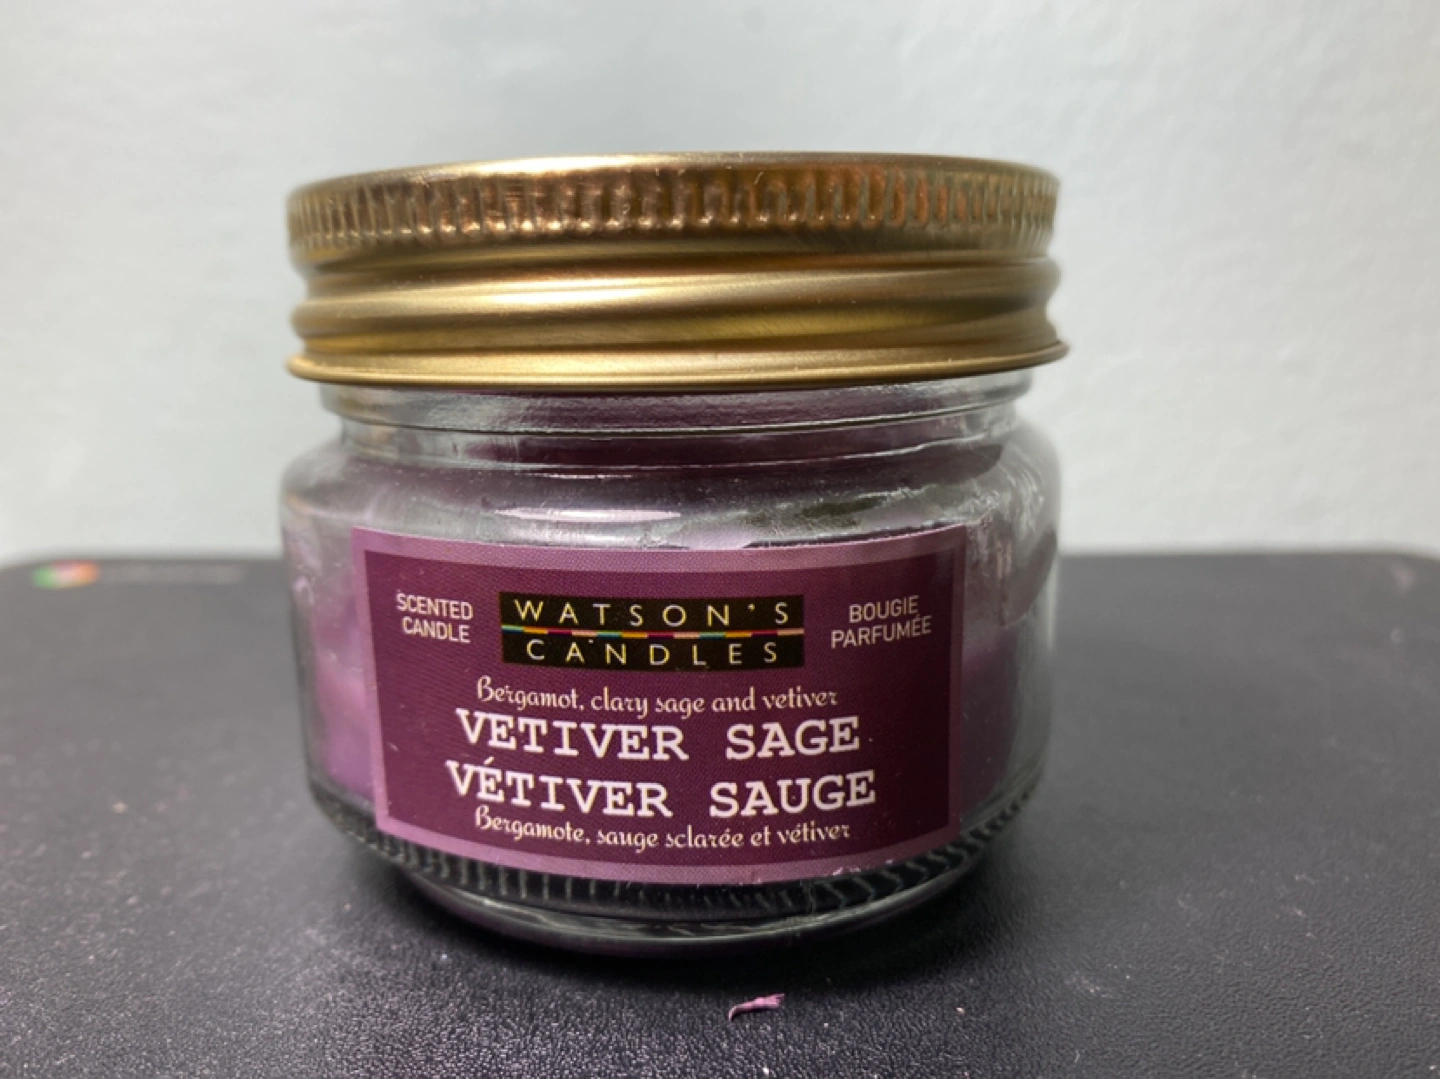 SCENTED
CANDLE
WATSON'S
CANDLES
BOUGIE
PARFUMÉE
Bergamot, clary sage and vetiver
VETIVER SAGE
VÉTIVER SAUGE
Bergamote, sauge sclarée et vétiver